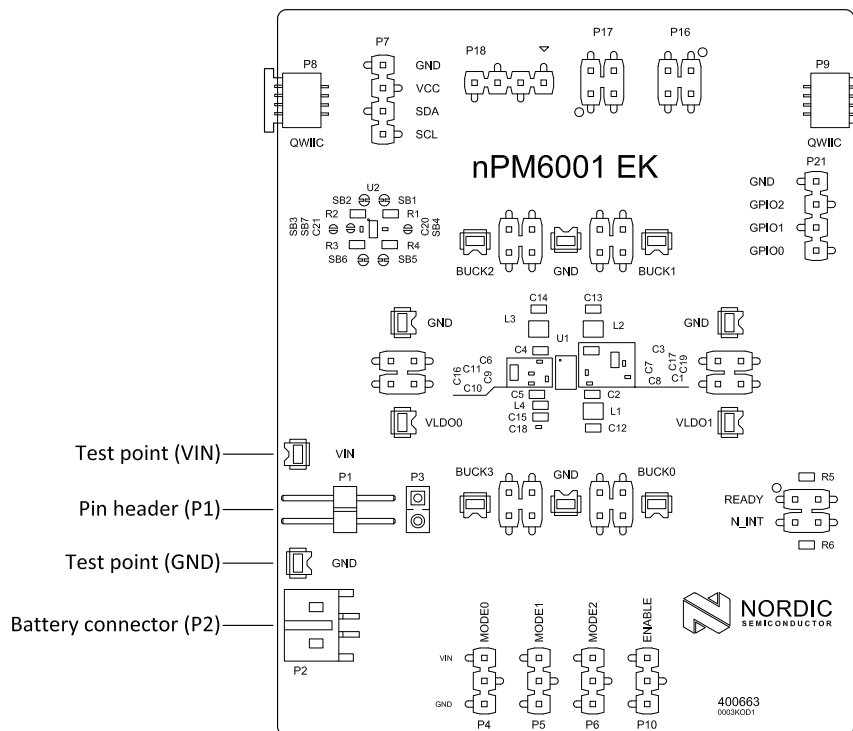 P7
P18
P17
P16
P8
P9
GND
VCC
SDA
SCL
QWIIC
QWIIC
nPM6001 EK
P21
GND
GPIO2
GPIO1
GPIO0
U2
SB2
SB1
R2
R1
SB3
SB7
C21
C20
SB4
R3
R4
SB6
SB5
BUCK2
GND
BUCK1
C14
C13
GND
L3
U1
L2
GND
C4
C3
C17
C19
C6
C7
C16
C11
C9
C8
C1
C10
C5
C2
L4
L1
C15
C18
C12
VLDO0
VLDO1
Test point (VIN)
VIN
P1
P3
BUCK3
GND
BUCK0
R5
Pin header (P1)
READY
N_INT
R6
Test point (GND)
GND
Battery connector (P2)
P2
MODE0
MODE1
MODE2
ENABLE
NORDIC
SEMICONDUCTOR
VIN
GND
P4
P5
P6
P10
400663
0003KOD1